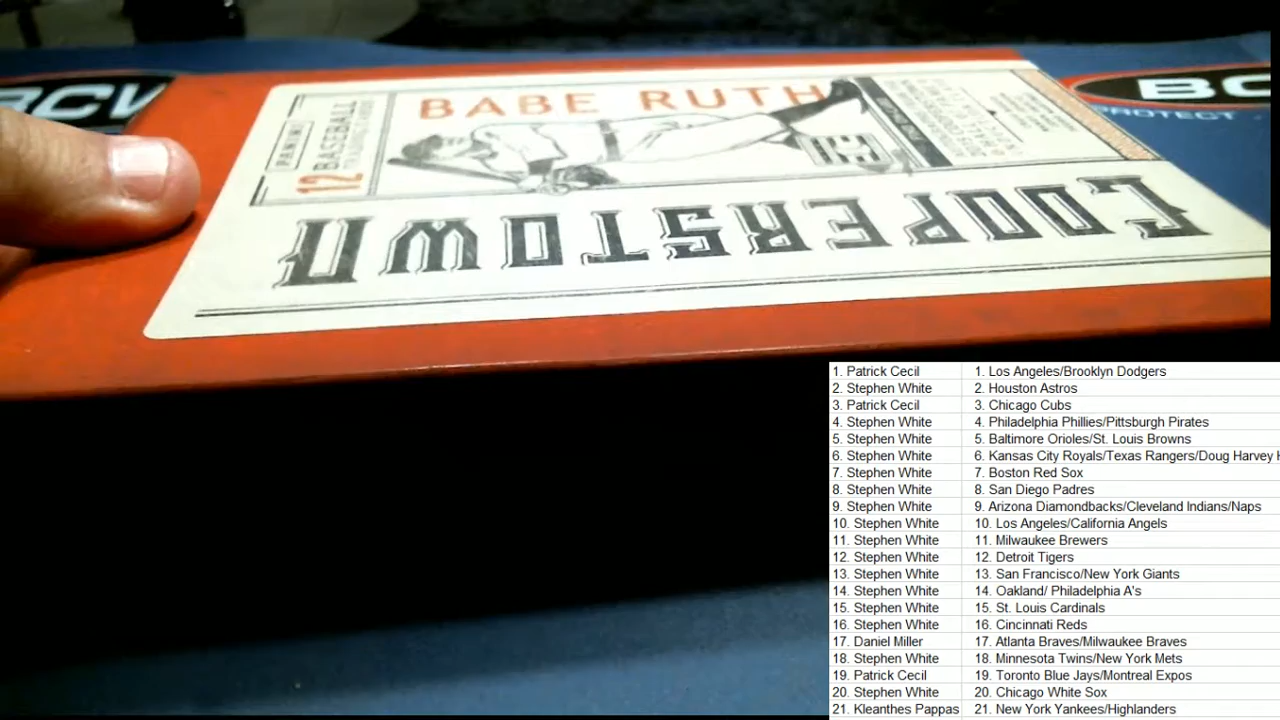 BCW
BC
PROTECT
BABE RUTH
PANINI
12 BASEBALL
COOPERSTOWN
1. Patrick Cecil 1. Los Angeles/Brooklyn Dodgers
2. Stephen White 2. Houston Astros
3. Patrick Cecil 3. Chicago Cubs
4. Stephen White 4. Philadelphia Phillies/Pittsburgh Pirates
5. Stephen White 5. Baltimore Orioles/St. Louis Browns
6. Stephen White 6. Kansas City Royals/Texas Rangers/Doug Harvey H
7. Stephen White 7. Boston Red Sox
8. Stephen White 8. San Diego Padres
9. Stephen White 9. Arizona Diamondbacks/Cleveland Indians/Naps
10. Stephen White 10. Los Angeles/California Angels
11. Stephen White 11. Milwaukee Brewers
12. Stephen White 12. Detroit Tigers
13. Stephen White 13. San Francisco/New York Giants
14. Stephen White 14. Oakland/ Philadelphia A's
15. Stephen White 15. St. Louis Cardinals
16. Stephen White 16. Cincinnati Reds
17. Daniel Miller 17. Atlanta Braves/Milwaukee Braves
18. Stephen White 18. Minnesota Twins/New York Mets
19. Patrick Cecil 19. Toronto Blue Jays/Montreal Expos
20. Stephen White 20. Chicago White Sox
21. Kleanthes Pappas 21. New York Yankees/Highlanders